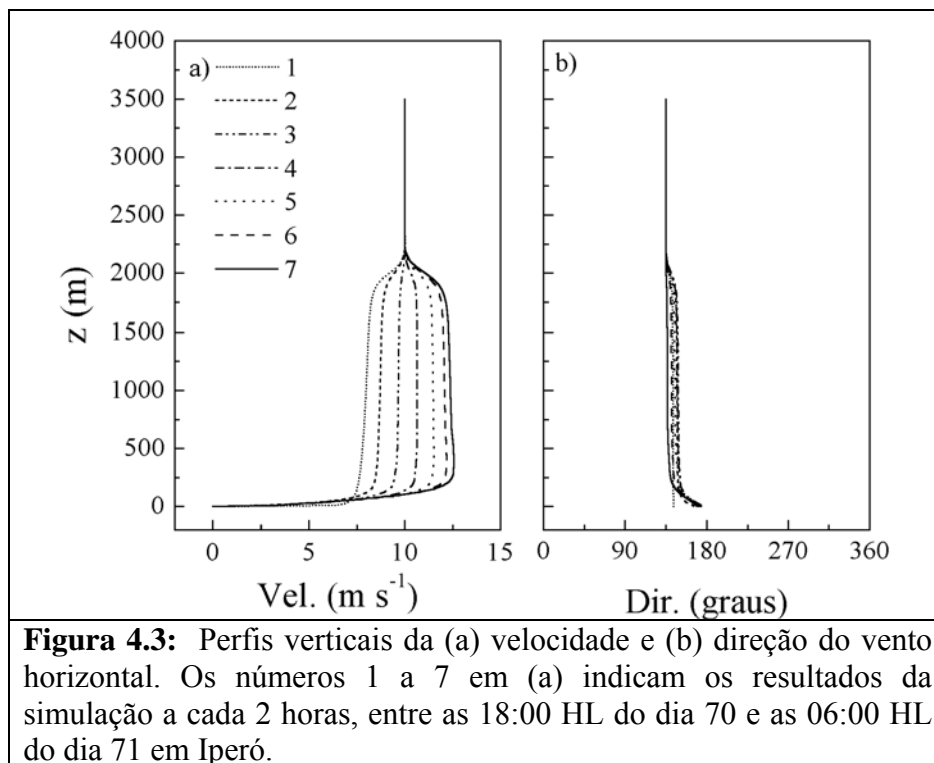 4000
3500
3000
2500
2000
1500
1000
500
0
z (m)
a)
1
2
3
4
5
6
7
0 5 10 15
Vel. (m s⁻¹)
b)
0 90 180 270 360
Dir. (graus)
Figura 4.3: Perfis verticais da (a) velocidade e (b) direção do vento
horizontal. Os números 1 a 7 em (a) indicam os resultados da
simulação a cada 2 horas, entre as 18:00 HL do dia 70 e as 06:00 HL
do dia 71 em Iperó.